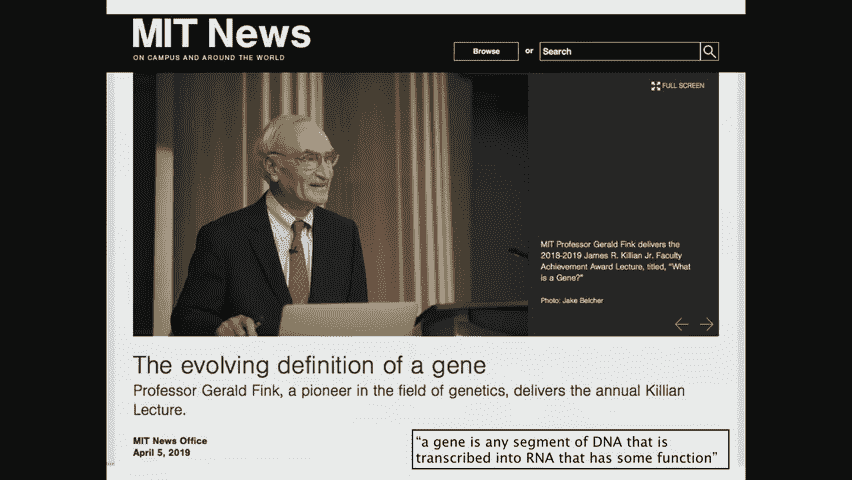 MIT News
ON CAMPUS AND AROUND THE WORLD
Browse or Search
FULL SCREEN
MIT Professor Gerald Fink delivers the
2018-2019 James R. Killian Jr. Faculty
Achievement Award Lecture, titled, “What
is a Gene?”
Photo: Jake Belcher
The evolving definition of a gene
Professor Gerald Fink, a pioneer in the field of genetics, delivers the annual Killian
Lecture.
MIT News Office
April 5, 2019
“a gene is any segment of DNA that is
transcribed into RNA that has some function”